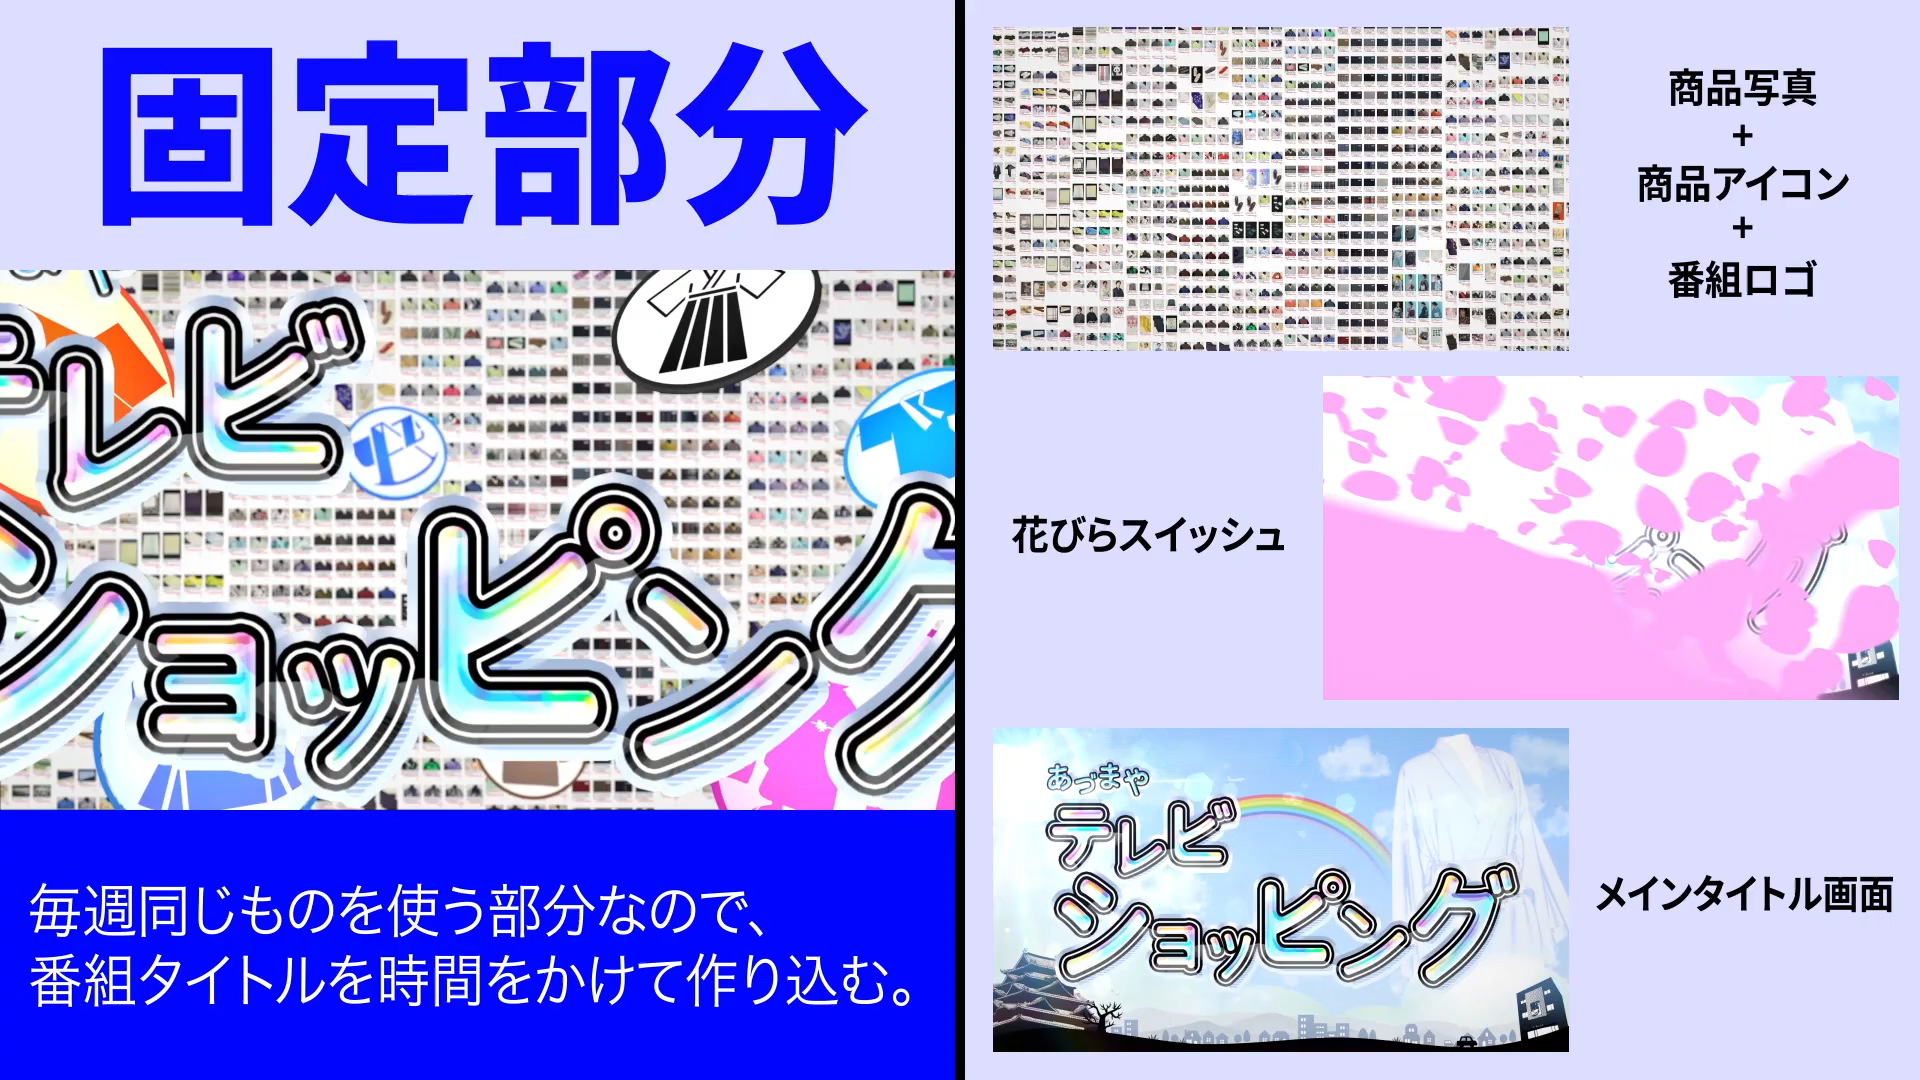 固定部分
テレビ
ショッピング
毎週同じものを使う部分なので、
番組タイトルを時間をかけて作り込む。
商品写真
+
商品アイコン
+
番組ロゴ
花びらスイッシュ
あづまや
テレビ
ショッピング
メインタイトル画面